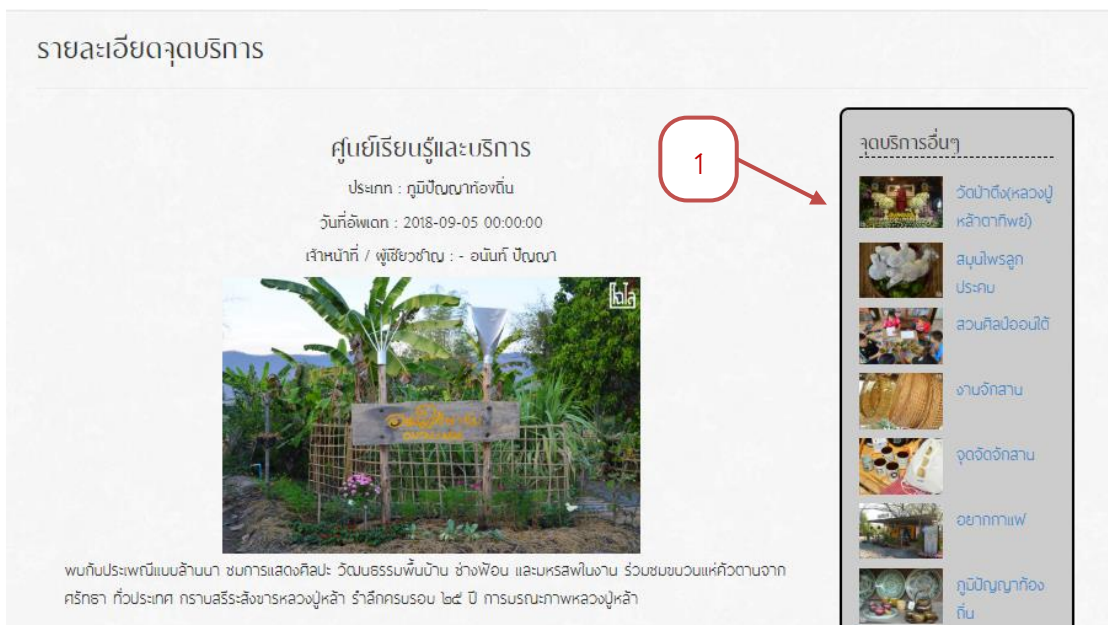 รายละเอียดจุดบริการ
ศูนย์เรียนรู้และบริการ
ประเภท : ภูมิปัญญาท้องถิ่น
วันที่อัพเดท : 2018-09-05 00:00:00
เจ้าหน้าที่ / ผู้เชี่ยวชาญ : - อนันท์ ปัญญา
โฉโล
พบกับประเพณีแบบล้านนา ชมการแสดงศิลปะ วัฒนธรรมพื้นบ้าน ช่างฟ้อน และมหรสพในงาน ร่วมชมขบวนแห่ครัวตานจาก
ศรัทธา ทั่วประเทศ กราบสรีระสังขารหลวงปู่หล้า รำลึกครบรอบ ๒๕ ปี การมรณะภาพหลวงปู่หล้า
1
จุดบริการอื่นๆ
วัดป่าตึง(หลวงปู่
หล้าตาทิพย์)
สมุนไพรลูก
ประคบ
สวนศิลป์ออนใต้
งานจักสาน
จุดจัดจักสาน
อยากกาแฟ
ภูมิปัญญาท้อง
ถิ่น